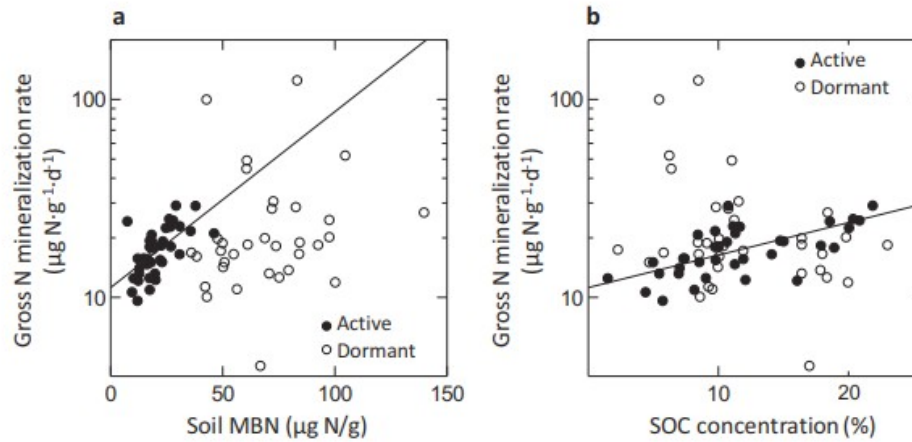 a
Gross N mineralization rate
(µg N·g⁻¹·d⁻¹)
100
10
0
50
100
150
Soil MBN (µg N/g)
Active
Dormant
b
Gross N mineralization rate
(µg N·g⁻¹·d⁻¹)
100
10
10
20
SOC concentration (%)
Active
Dormant